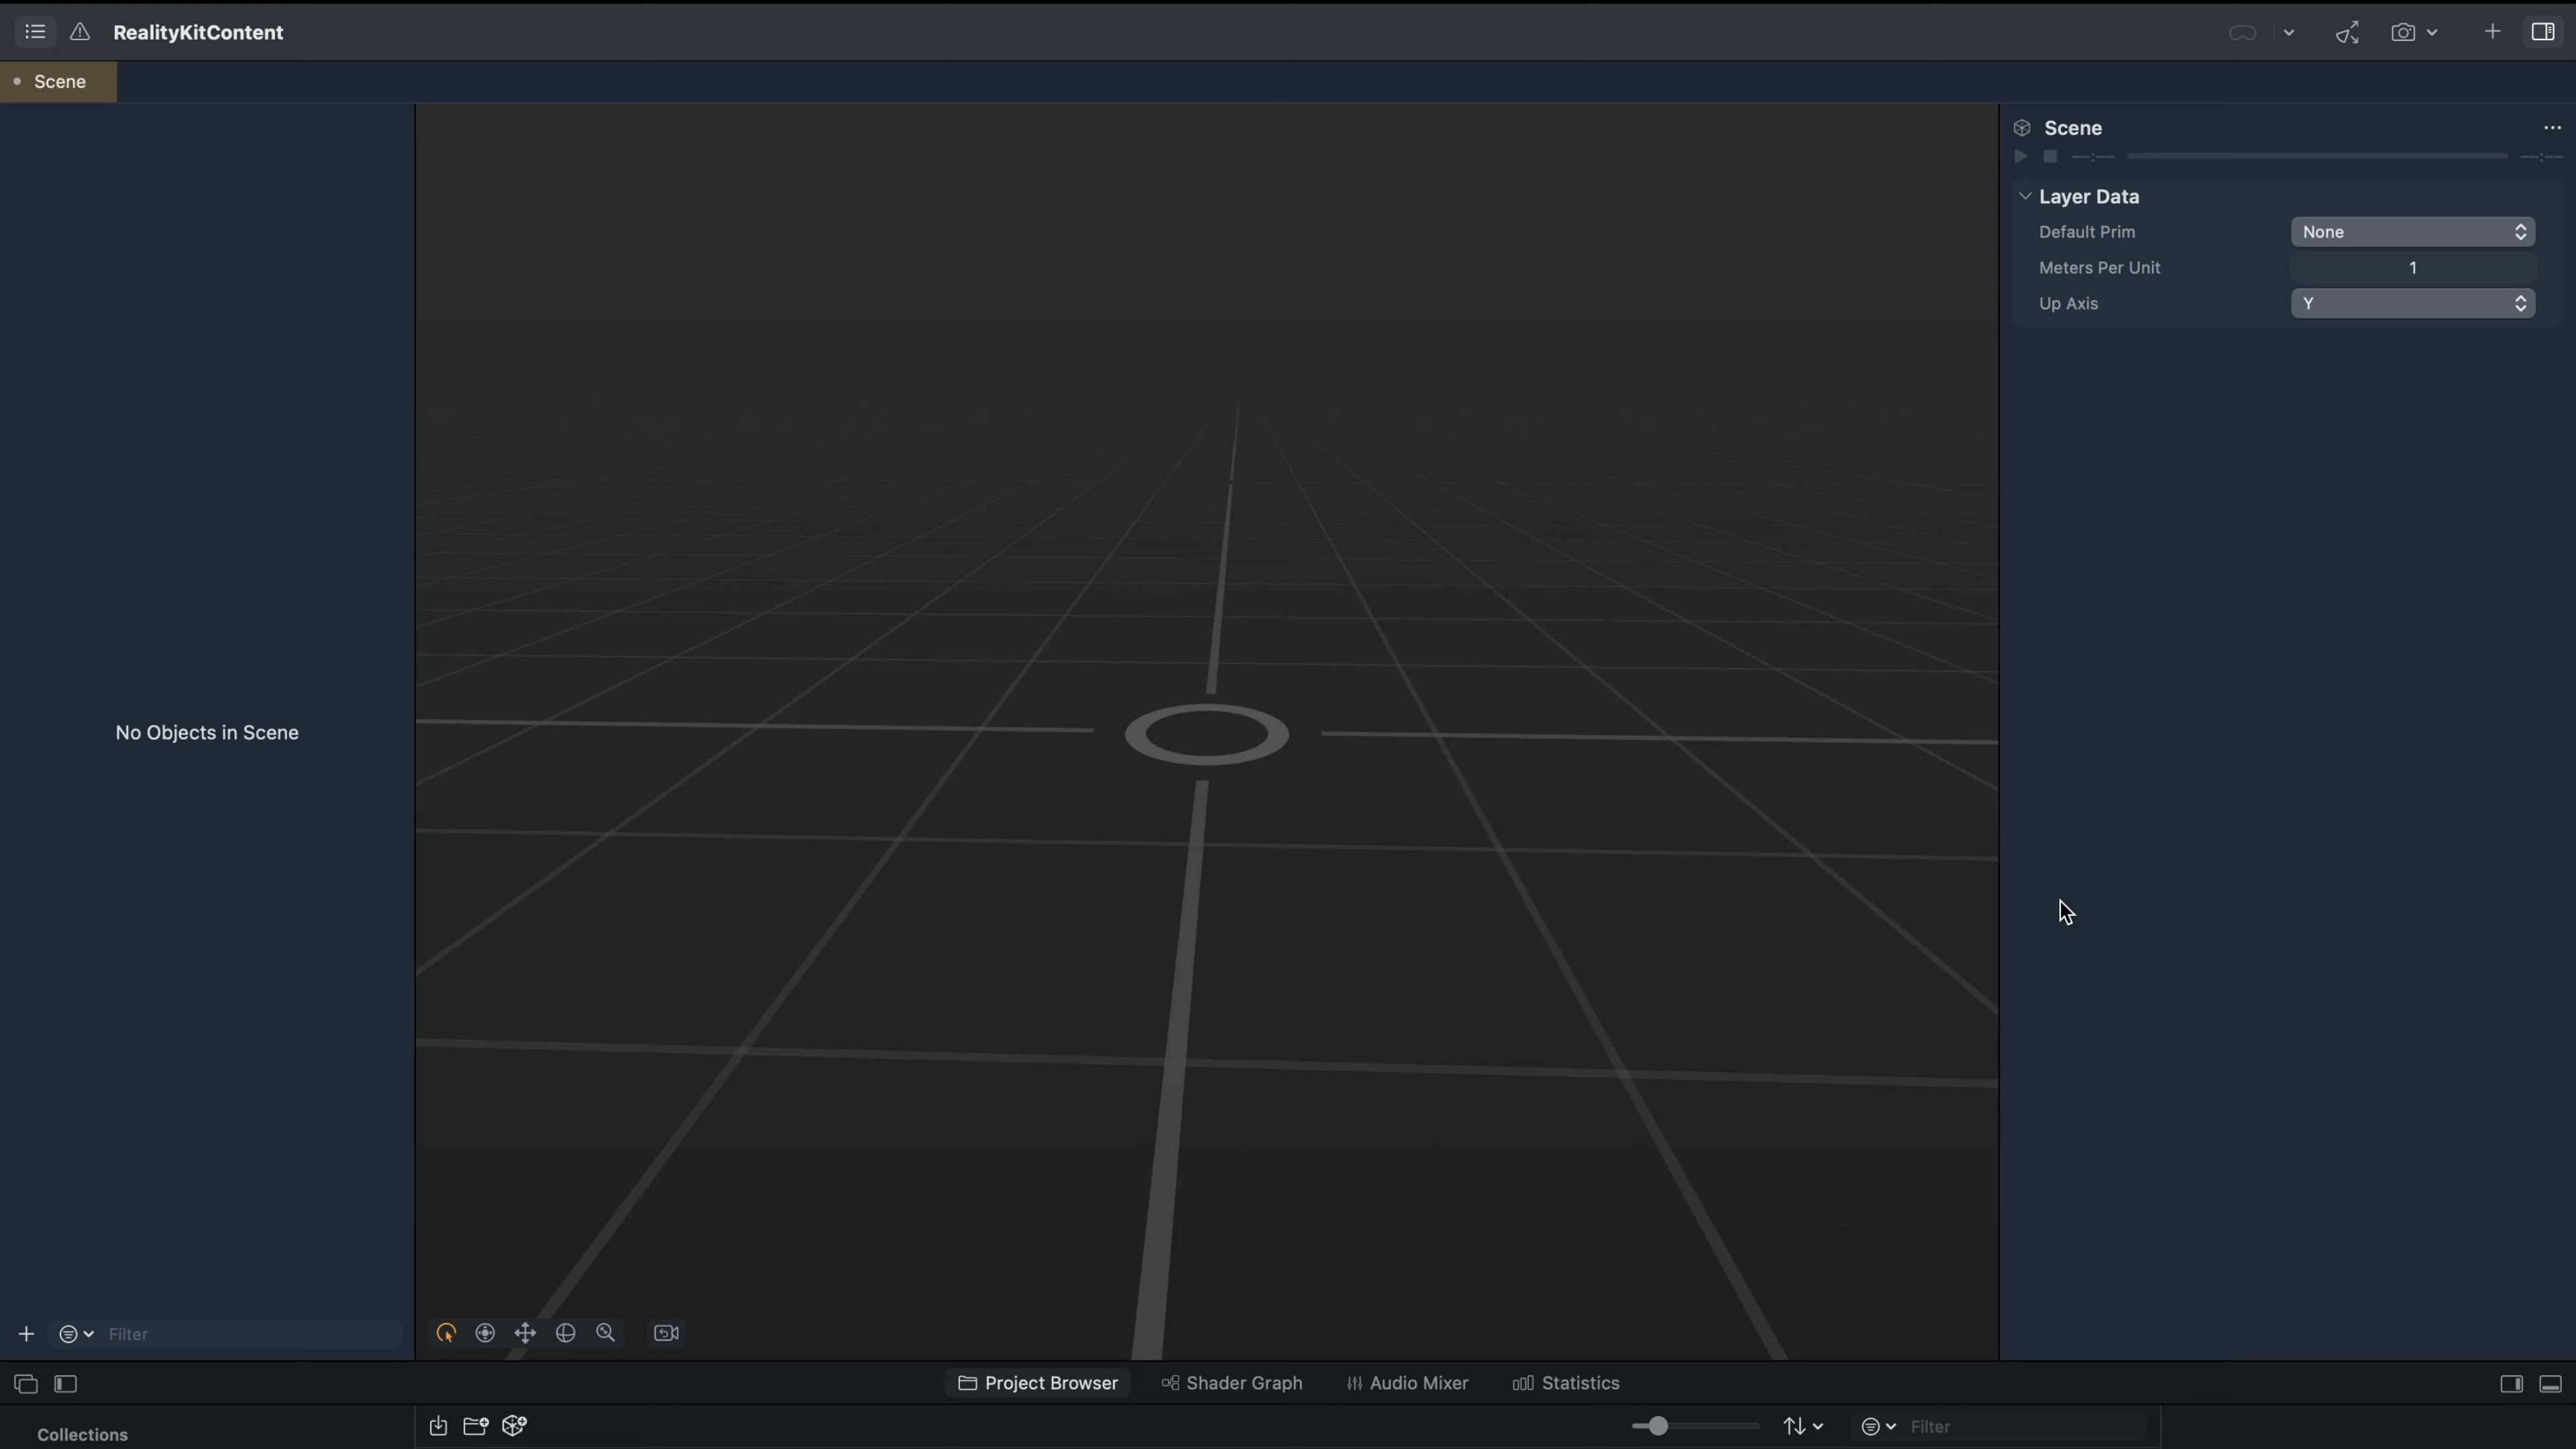 RealityKitContent
Scene
Scene
--:--
--:--
Layer Data
Default Prim
None
Meters Per Unit
1
Up Axis
Y
No Objects in Scene
Filter
Project Browser
Shader Graph
Audio Mixer
Statistics
Collections
Filter